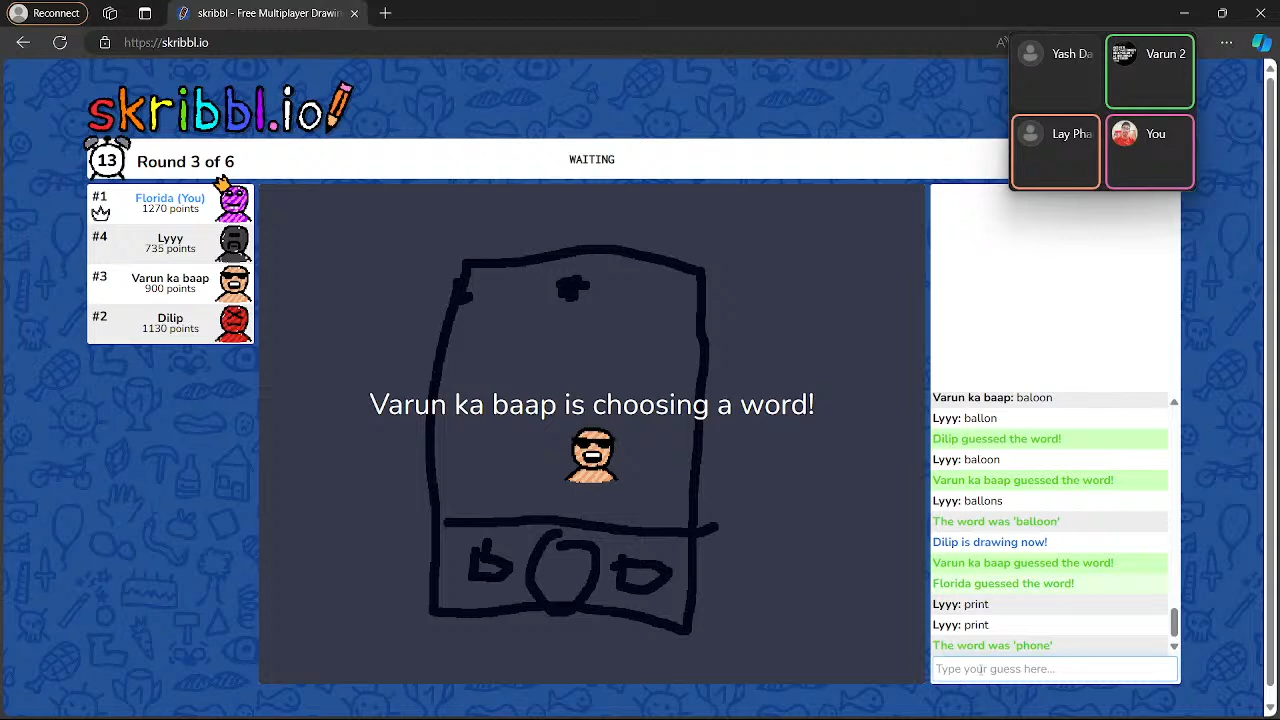 Reconnect
skribbl - Free Multiplayer Drawin
https://skribbl.io
Yash Da
Varun 2
Lay Pha
You
skribbl.io
13
Round 3 of 6
WAITING
#1
Florida (You)
1270 points
#4
Lyyy
735 points
#3
Varun ka baap
900 points
#2
Dilip
1130 points
Varun ka baap is choosing a word!
Varun ka baap: baloon
Lyyy: ballon
Dilip guessed the word!
Lyyy: baloon
Varun ka baap guessed the word!
Lyyy: ballons
The word was 'balloon'
Dilip is drawing now!
Varun ka baap guessed the word!
Florida guessed the word!
Lyyy: print
Lyyy: print
The word was 'phone'
Type your guess here...